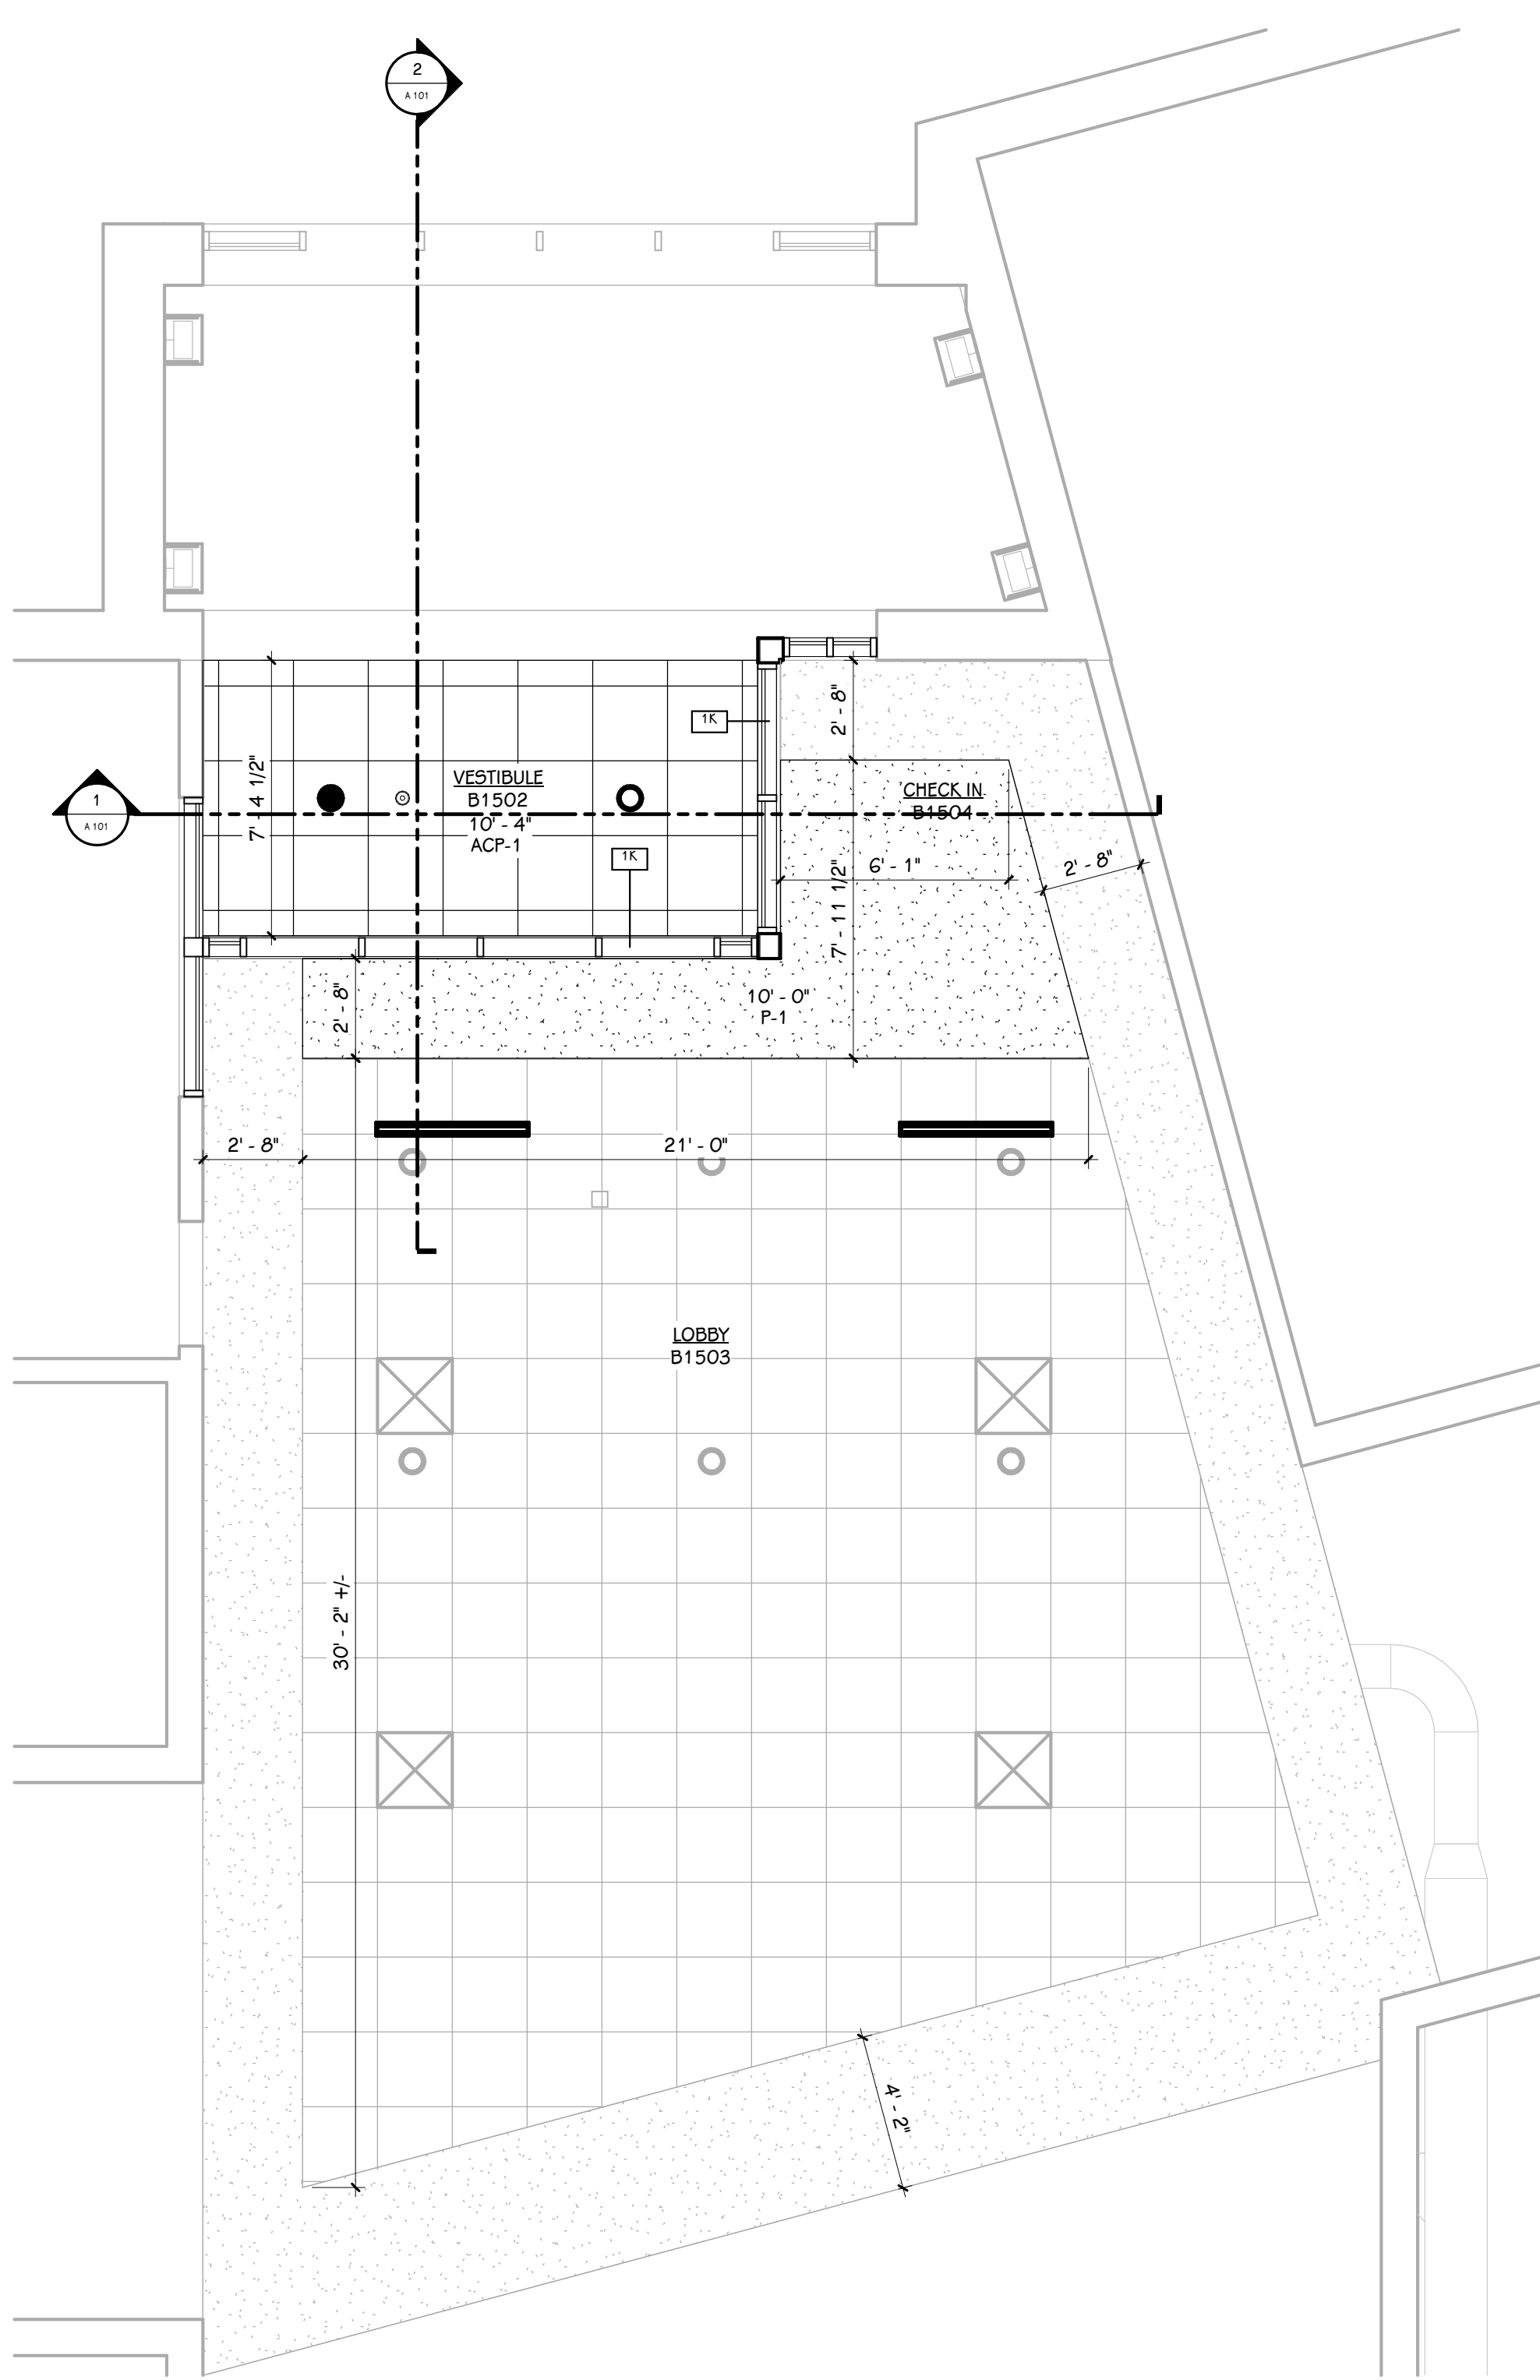 2
A 101
2' - 8"
1K
7' - 4 1/2"
VESTIBULE
B1502
10' - 4"
ACP-1
CHECK IN
B1504
1
A 101
1K
6' - 1"
2' - 8"
7' - 11 1/2"
2' - 8"
10' - 0"
P-1
2' - 8"
21' - 0"
LOBBY
B1503
30' - 2" +/-
4' - 2"